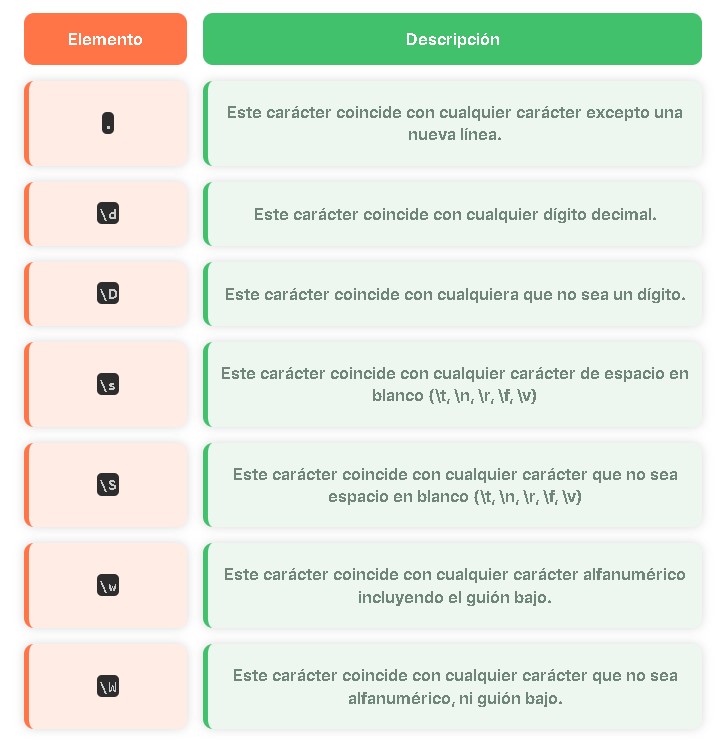 Elemento
Descripción
.
Este carácter coincide con cualquier carácter excepto una
nueva línea.
\d
Este carácter coincide con cualquier dígito decimal.
\D
Este carácter coincide con cualquiera que no sea un dígito.
\s
Este carácter coincide con cualquier carácter de espacio en
blanco (\t, \n, \r, \f, \v)
\S
Este carácter coincide con cualquier carácter que no sea
espacio en blanco (\t, \n, \r, \f, \v)
\w
Este carácter coincide con cualquier carácter alfanumérico
incluyendo el guión bajo.
\W
Este carácter coincide con cualquier carácter que no sea
alfanumérico, ni guión bajo.